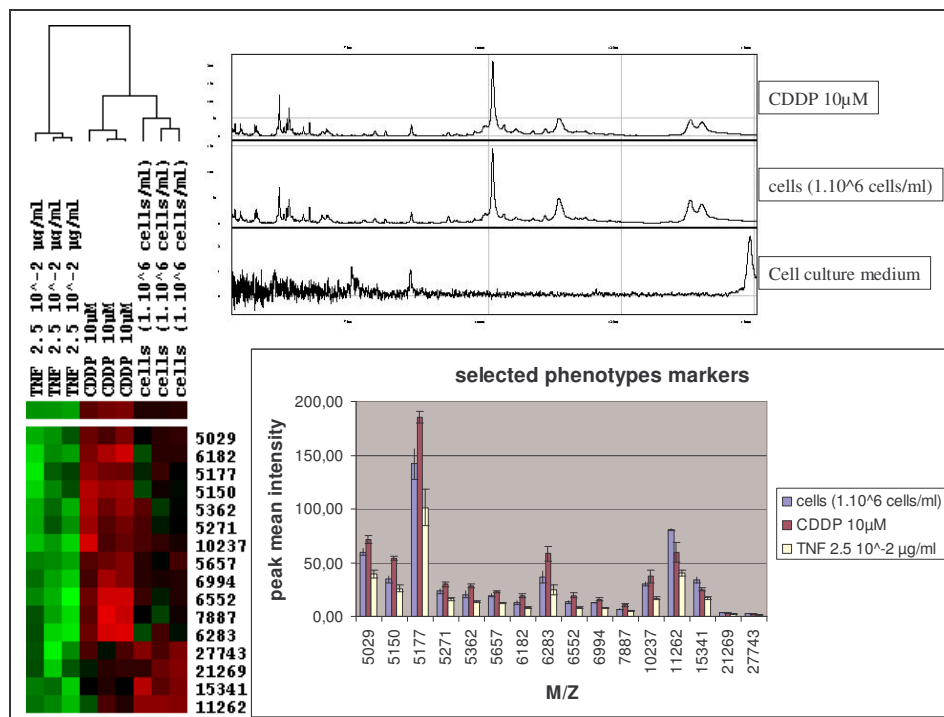 CDDP 10µM
cells (1.10^6 cells/ml)
Cell culture medium
TNF 2.5 10^-2 µg/ml
TNF 2.5 10^-2 µg/ml
TNF 2.5 10^-2 µg/ml
CDDP 10µM
CDDP 10µM
CDDP 10µM
cells (1.10^6 cells/ml)
cells (1.10^6 cells/ml)
cells (1.10^6 cells/ml)
5029
6182
5177
5150
5362
5271
10237
5657
6994
6552
7887
6283
27743
21269
15341
11262
selected phenotypes markers
peak mean intensity
200,00
150,00
100,00
50,00
0,00
5029
5150
5177
5271
5362
5657
6182
6283
6552
6994
7887
10237
11262
15341
21269
27743
M/Z
cells (1.10^6 cells/ml)
CDDP 10µM
TNF 2.5 10^-2 µg/ml